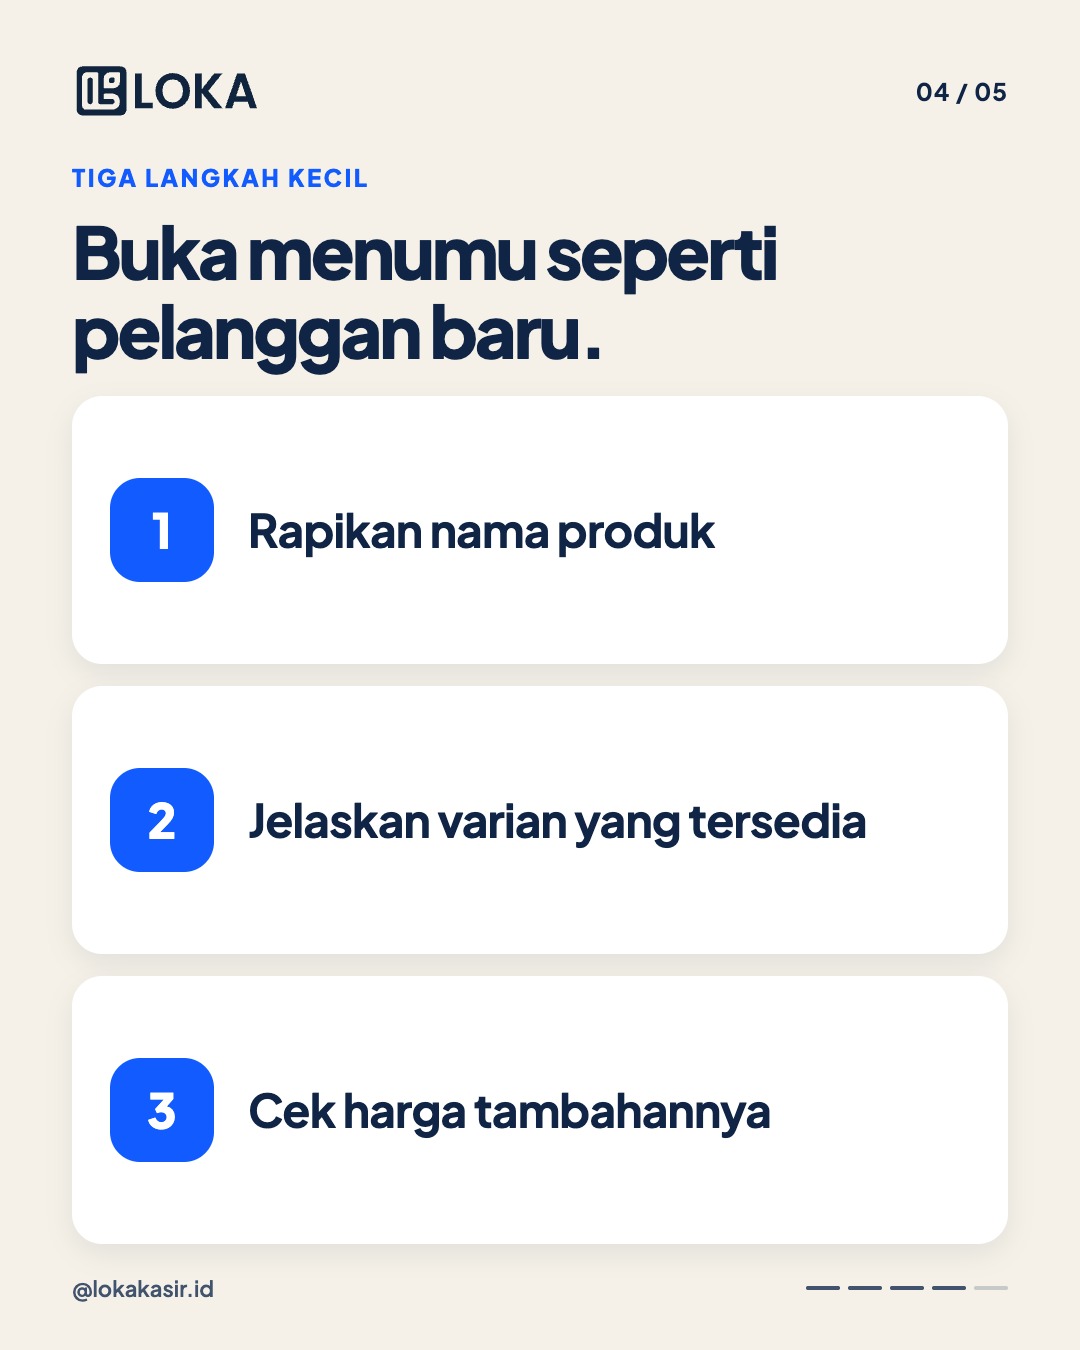 LOKA
04 / 05
TIGA LANGKAH KECIL
Buka menumu seperti
pelanggan baru.
1
Rapikan nama produk
2
Jelaskan varian yang tersedia
3
Cek harga tambahannya
@lokakasir.id